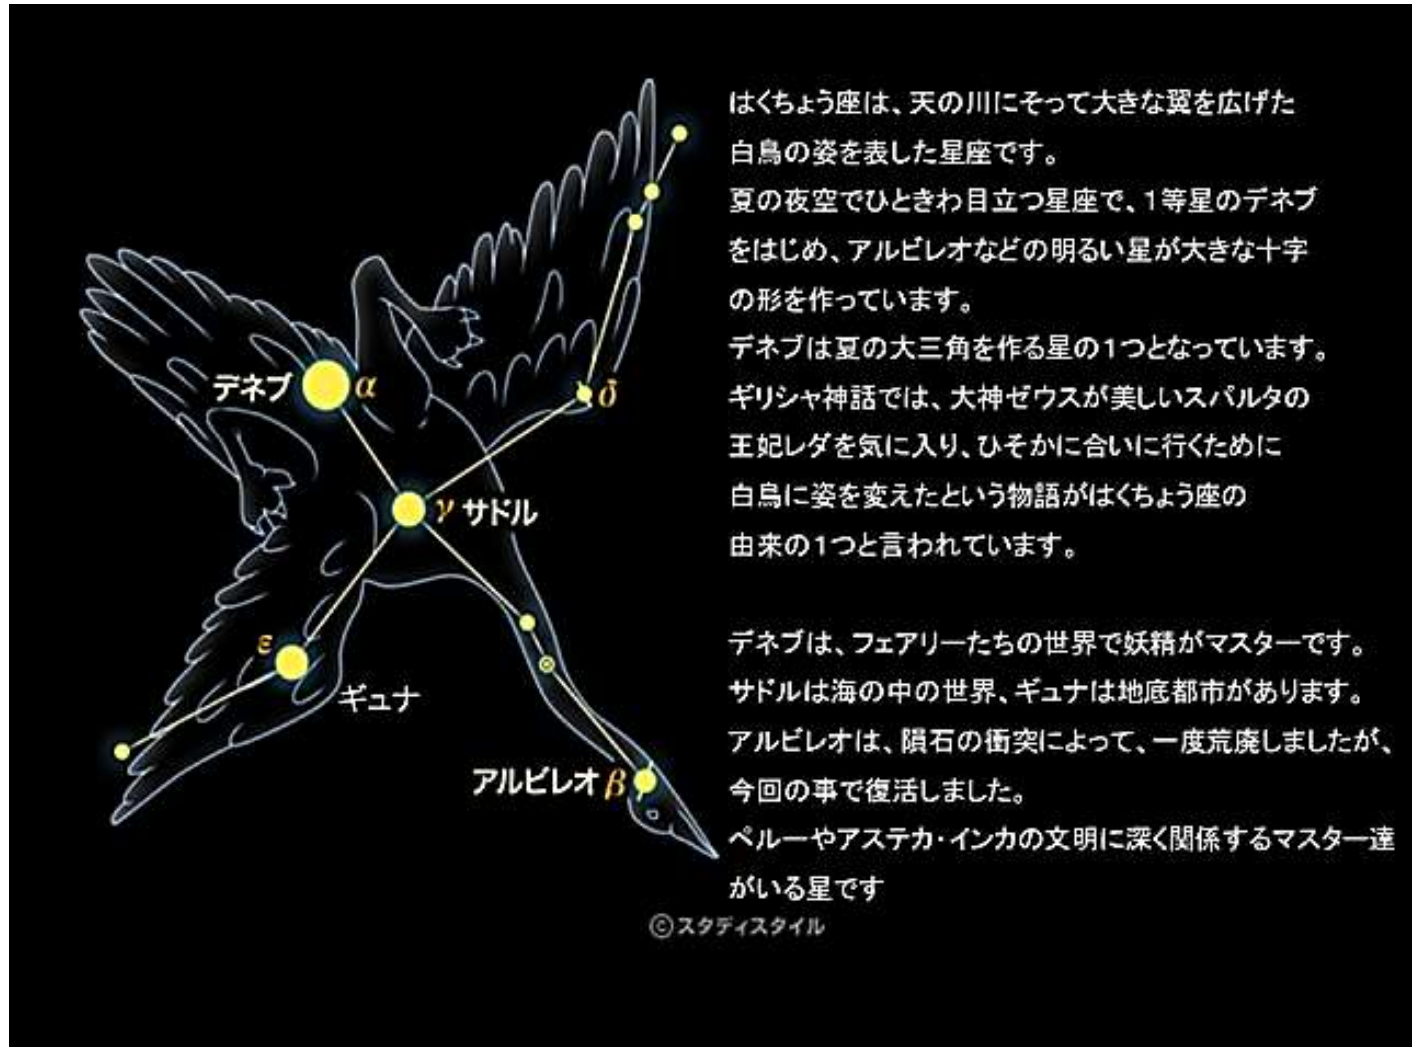 はくちょう座は、天の川にそって大きな翼を広げた
白鳥の姿を表した星座です。
夏の夜空でひときわ目立つ星座で、1等星のデネブ
をはじめ、アルビレオなどの明るい星が大きな十字
の形を作っています。
デネブは夏の大三角を作る星の1つとなっています。
ギリシャ神話では、大神ゼウスが美しいスパルタの
王妃レダを気に入り、ひそかに合いに行くために
白鳥に姿を変えたという物語がはくちょう座の
由来の1つと言われています。
デネブは、フェアリーたちの世界で妖精がマスターです。
サドルは海の中の世界、ギュナは地底都市があります。
アルビレオは、隕石の衝突によって、一度荒廃しましたが、
今回の事で復活しました。
ペルーやアステカ・インカの文明に深く関係するマスター達
がいる星です
デネブ α
δ
γ サドル
ε
ギュナ
アルビレオ β
©スタディスタイル